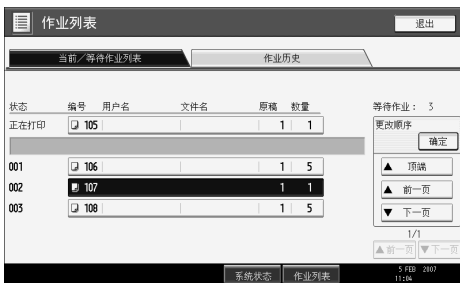 作业列表
退出
当前/等待作业列表
作业历史
状态 编号 用户名 文件名 原稿 数量
等待作业： 3
正在打印 105 1 1
更改顺序
确定
001 106 1 5
▲ 顶端
002 107 1 1
▲ 前一页
003 108 1 5
▼ 下一页
1/1
▲前一页 ▼下一页
系统状态 作业列表
5 FEB 2007
11:04